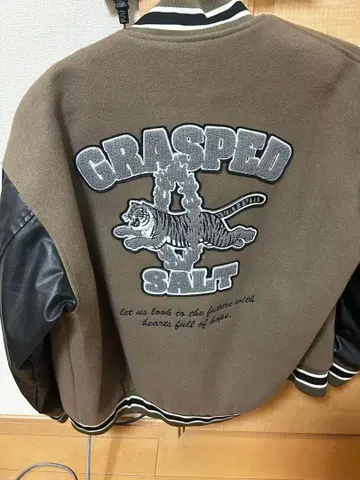 GRASPED
SALT
let us look to the future with
hearts full of hope.